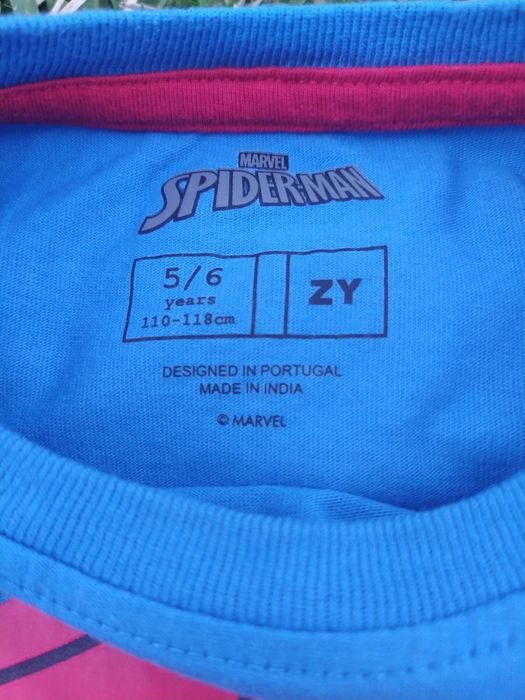 MARVEL
SPIDER-MAN
5/6
years
110-118cm
ZY
DESIGNED IN PORTUGAL
MADE IN INDIA
© MARVEL